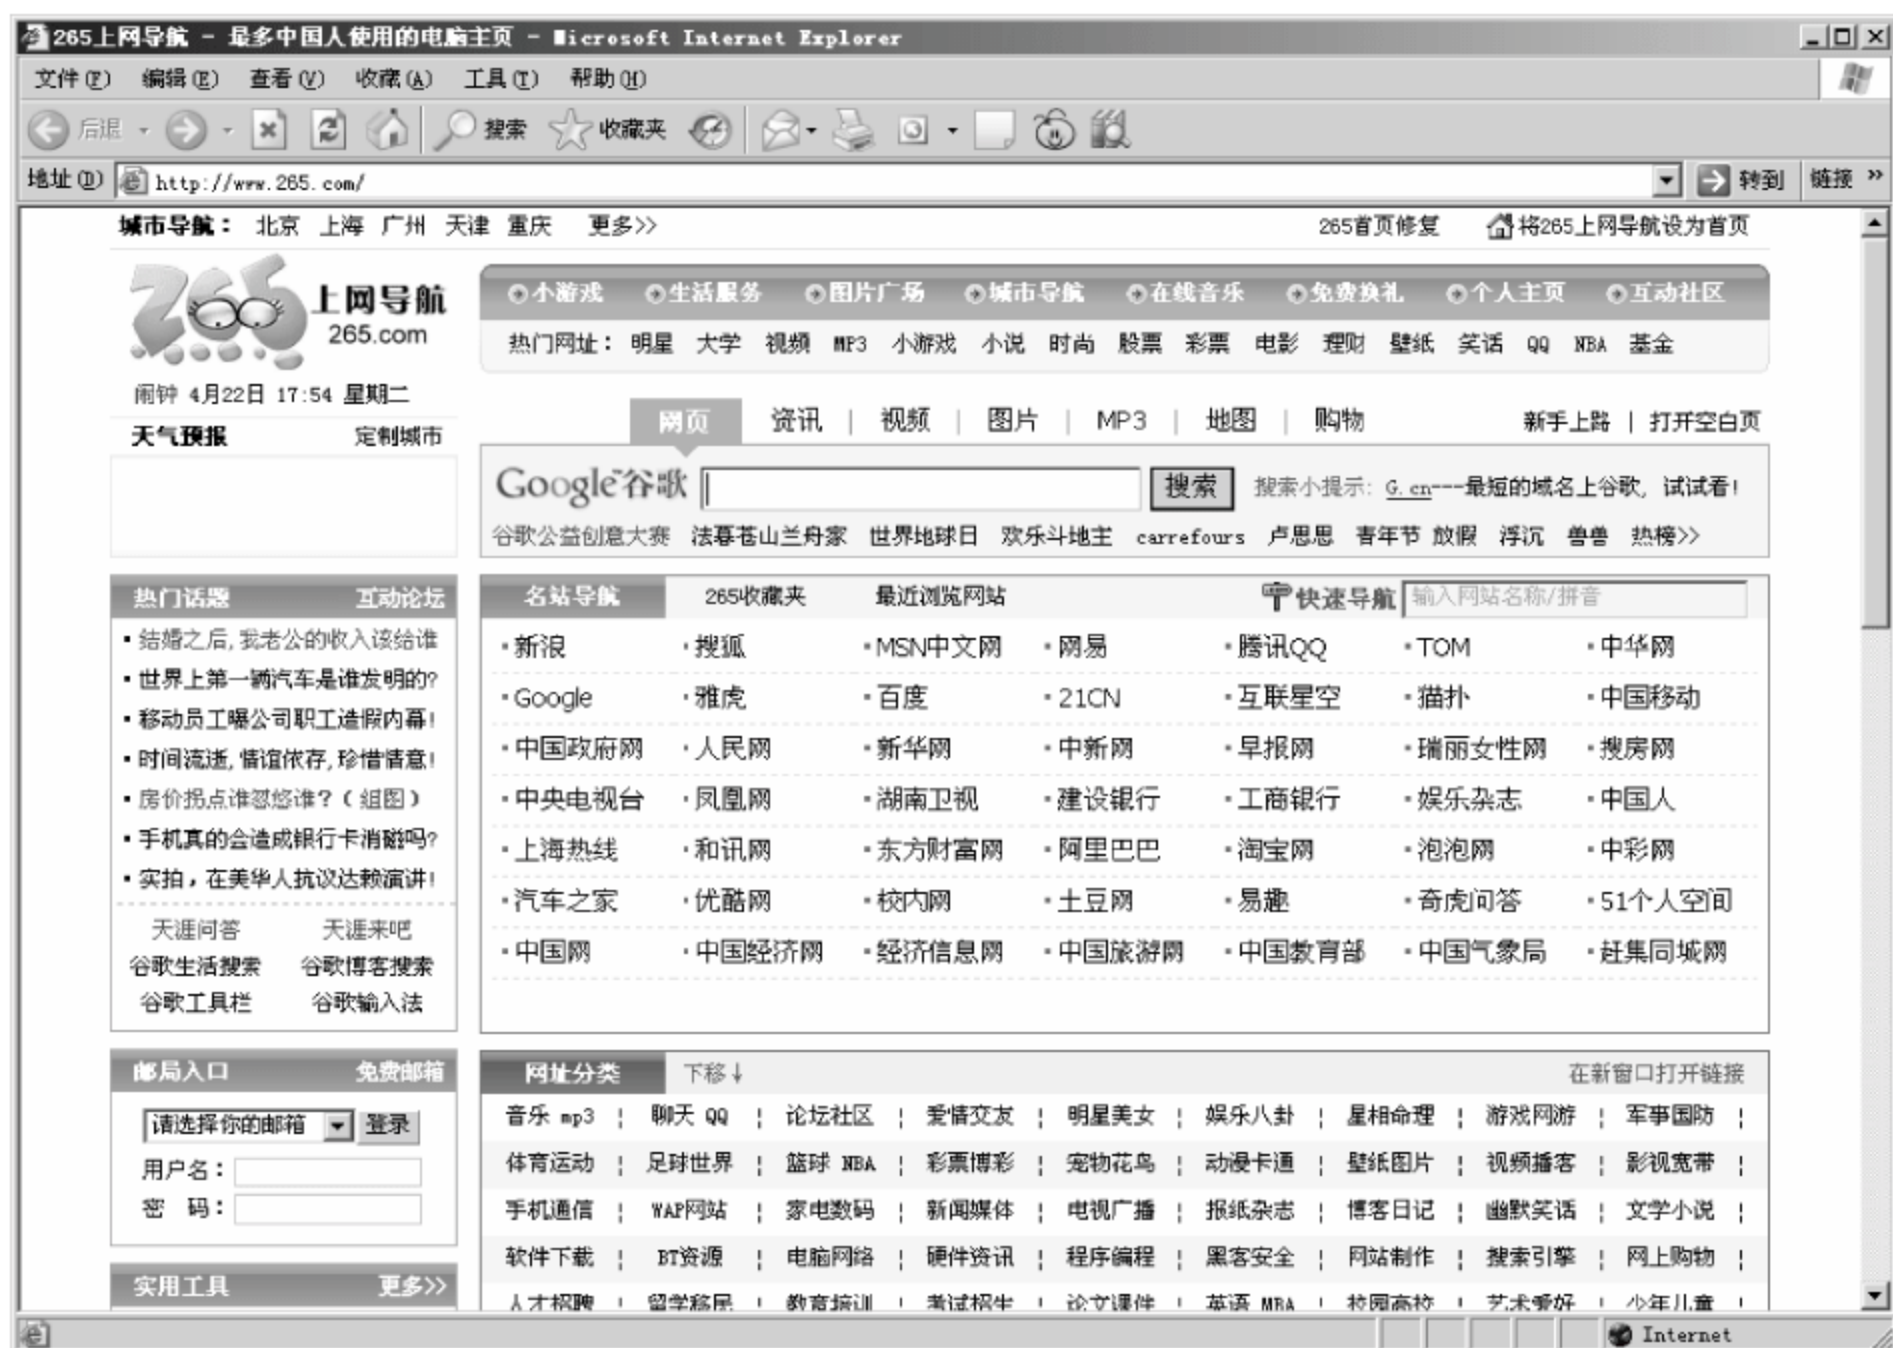 265上网导航 - 最多中国人使用的电脑主页 - Microsoft Internet Explorer
文件(F) 编辑(E) 查看(V) 收藏(A) 工具(T) 帮助(H)
后退 搜索 收藏夹
地址(D) http://www.265.com/ 转到 链接 »
城市导航： 北京 上海 广州 天津 重庆 更多>> 265首页修复 将265上网导航设为首页
265 上网导航
265.com
小游戏 生活服务 图片广场 城市导航 在线音乐 免费换礼 个人主页 互动社区
热门网址： 明星 大学 视频 MP3 小游戏 小说 时尚 股票 彩票 电影 理财 壁纸 笑话 QQ NBA 基金
闹钟 4月22日 17:54 星期二
天气预报 定制城市
网页 资讯 | 视频 | 图片 | MP3 | 地图 | 购物 新手上路 | 打开空白页
Google谷歌 搜索 搜索小提示: G.cn---最短的域名上谷歌, 试试看!
谷歌公益创意大赛 法暮苍山兰舟家 世界地球日 欢乐斗地主 carrefours 卢思思 青年节 放假 浮沉 兽兽 热榜>>
热门话题 互动论坛
结婚之后,我老公的收入该给谁
世界上第一辆汽车是谁发明的?
移动员工曝公司职工造假内幕!
时间流逝,情谊依存,珍惜情意!
房价拐点谁忽悠谁?(组图)
手机真的会造成银行卡消磁吗?
实拍，在美华人抗议达赖演讲!
天涯问答 天涯来吧
谷歌生活搜索 谷歌博客搜索
谷歌工具栏 谷歌输入法
名站导航 265收藏夹 最近浏览网站 快速导航 输入网站名称/拼音
新浪 搜狐 MSN中文网 网易 腾讯QQ TOM 中华网
Google 雅虎 百度 21CN 互联星空 猫扑 中国移动
中国政府网 人民网 新华网 中新网 早报网 瑞丽女性网 搜房网
中央电视台 凤凰网 湖南卫视 建设银行 工商银行 娱乐杂志 中国人
上海热线 和讯网 东方财富网 阿里巴巴 淘宝网 泡泡网 中彩网
汽车之家 优酷网 校内网 土豆网 易趣 奇虎问答 51个人空间
中国网 中国经济网 经济信息网 中国旅游网 中国教育部 中国气象局 赶集同城网
邮局入口 免费邮箱
请选择你的邮箱 登录
用户名：
密 码：
实用工具 更多>>
网址分类 下移↓ 在新窗口打开链接
音乐 mp3 ¦ 聊天 QQ ¦ 论坛社区 ¦ 爱情交友 ¦ 明星美女 ¦ 娱乐八卦 ¦ 星相命理 ¦ 游戏网游 ¦ 军事国防 ¦
体育运动 ¦ 足球世界 ¦ 篮球 NBA ¦ 彩票博彩 ¦ 宠物花鸟 ¦ 动漫卡通 ¦ 壁纸图片 ¦ 视频播客 ¦ 影视宽带 ¦
手机通信 ¦ WAP网站 ¦ 家电数码 ¦ 新闻媒体 ¦ 电视广播 ¦ 报纸杂志 ¦ 博客日记 ¦ 幽默笑话 ¦ 文学小说 ¦
软件下载 ¦ BT资源 ¦ 电脑网络 ¦ 硬件资讯 ¦ 程序编程 ¦ 黑客安全 ¦ 网站制作 ¦ 搜索引擎 ¦ 网上购物 ¦
人才招聘 ¦ 留学移民 ¦ 教育培训 ¦ 考试招生 ¦ 论文课件 ¦ 英语 MBA ¦ 校园高校 ¦ 艺术爱好 ¦ 少年儿童 ¦
Internet